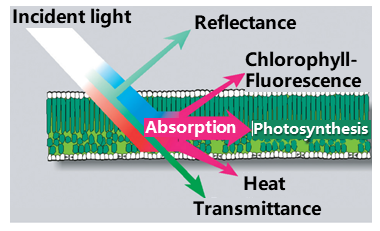 Incident light
Reflectance
Chlorophyll-
Fluorescence
Absorption
Photosynthesis
Heat
Transmittance